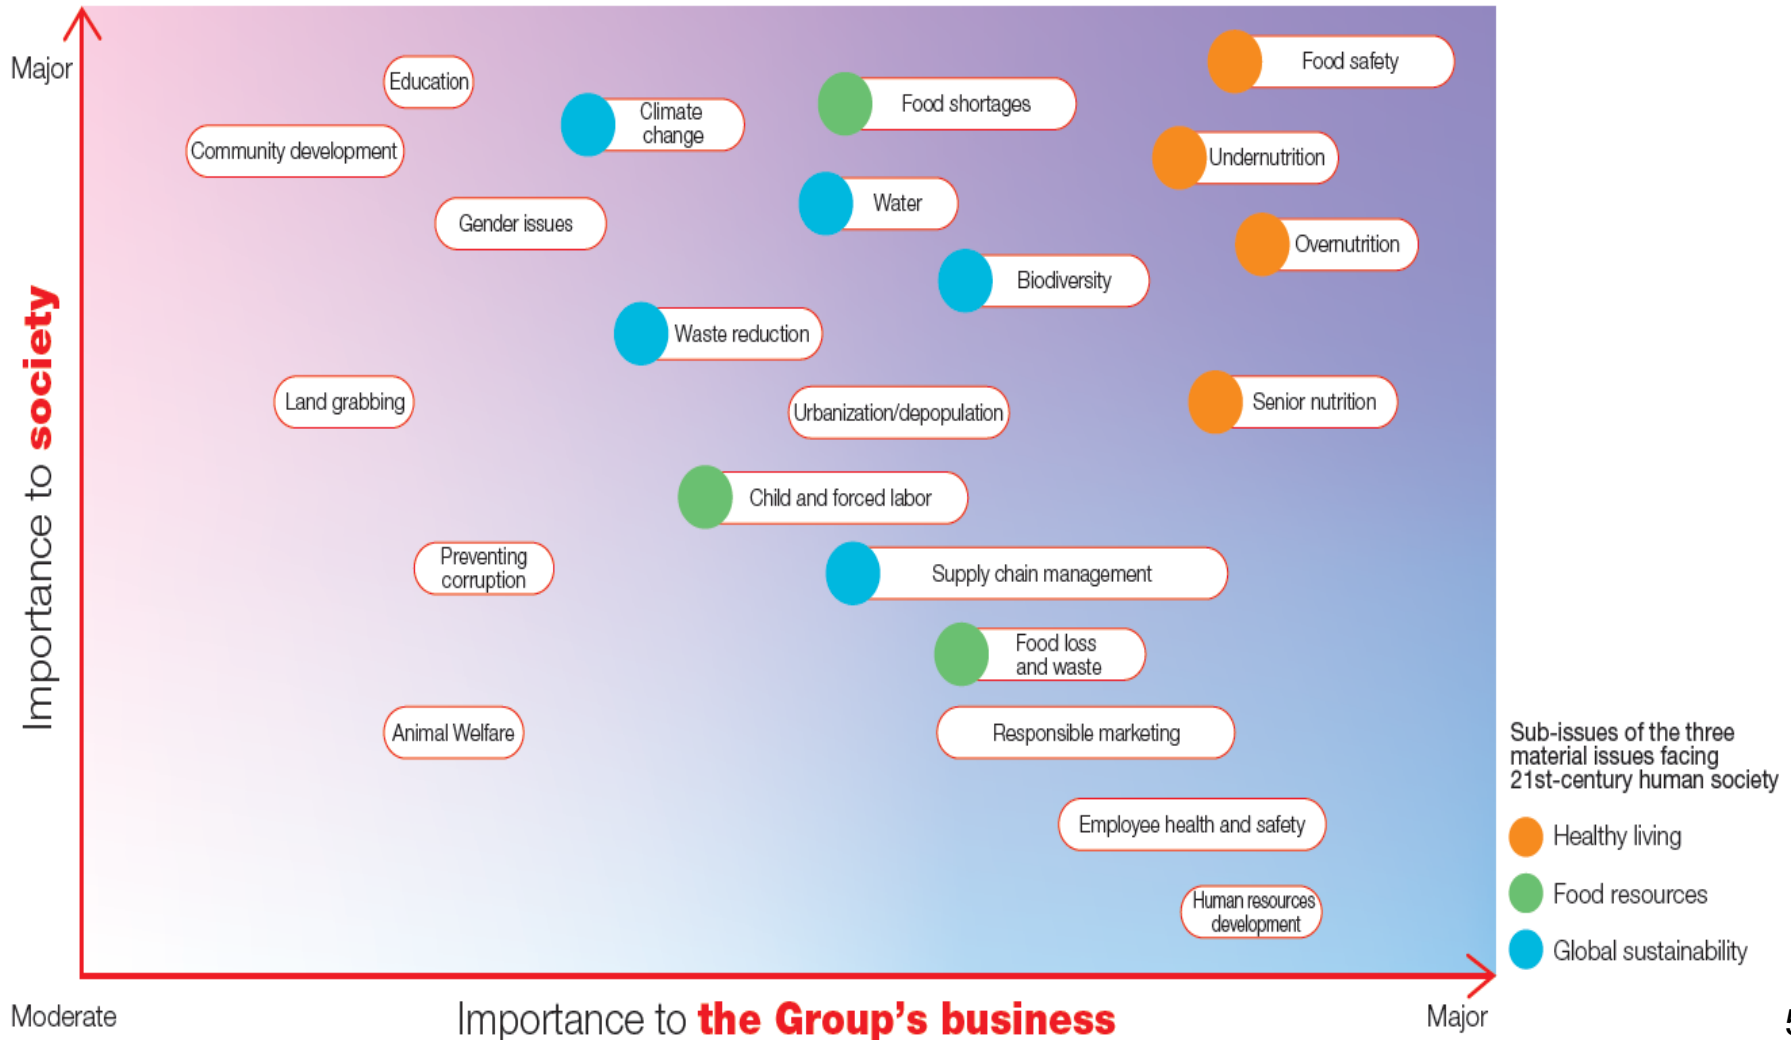 Major
Education
Food safety
Climate
change
Food shortages
Community development
Undernutrition
Water
Gender issues
Overnutrition
Biodiversity
Waste reduction
Land grabbing
Urbanization/depopulation
Senior nutrition
Child and forced labor
Preventing
corruption
Supply chain management
Food loss
and waste
Animal Welfare
Responsible marketing
Employee health and safety
Human resources
development
Importance to society
Sub-issues of the three
material issues facing
21st-century human society
Healthy living
Food resources
Global sustainability
Moderate
Importance to the Group's business
Major